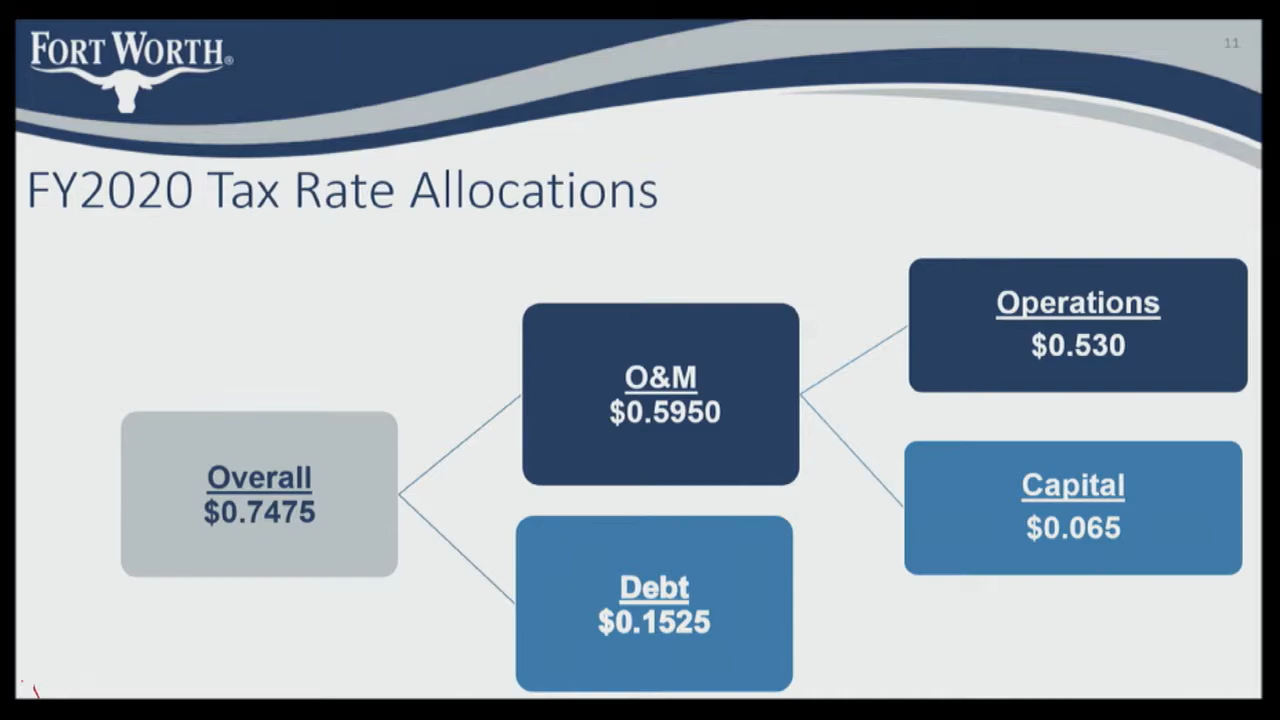 FORT WORTH®
11
FY2020 Tax Rate Allocations
Overall
$0.7475
O&M
$0.5950
Debt
$0.1525
Operations
$0.530
Capital
$0.065